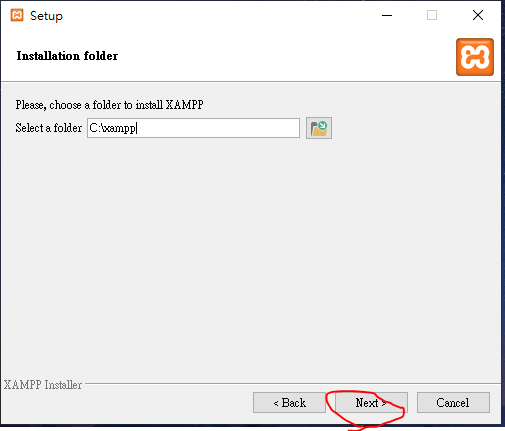 Setup
Installation folder
Please, choose a folder to install XAMPP
Select a folder C:\xampp
XAMPP Installer
< Back Next > Cancel